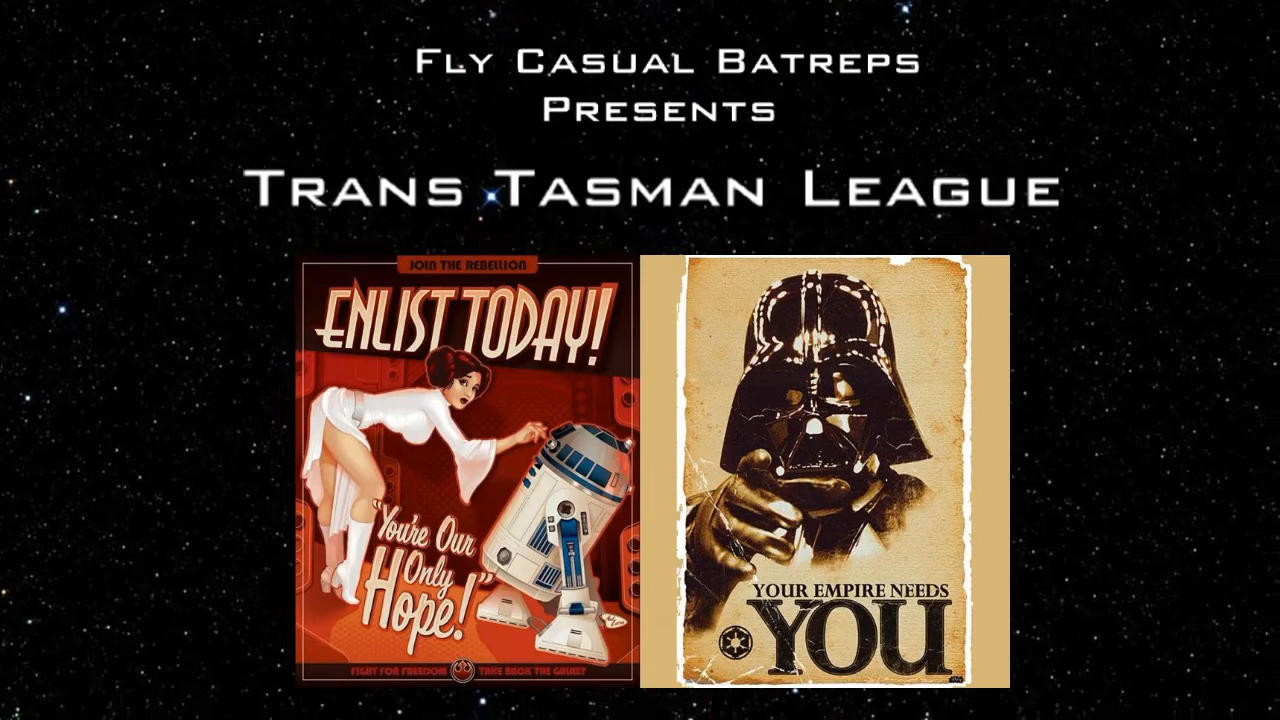 Fly Casual Batreps
Presents
Trans Tasman League
JOIN THE REBELLION
ENLIST TODAY!
"You're Our
Only
Hope!"
FIGHT FOR FREEDOM TAKE BACK THE GALAXY
YOUR EMPIRE NEEDS
YOU